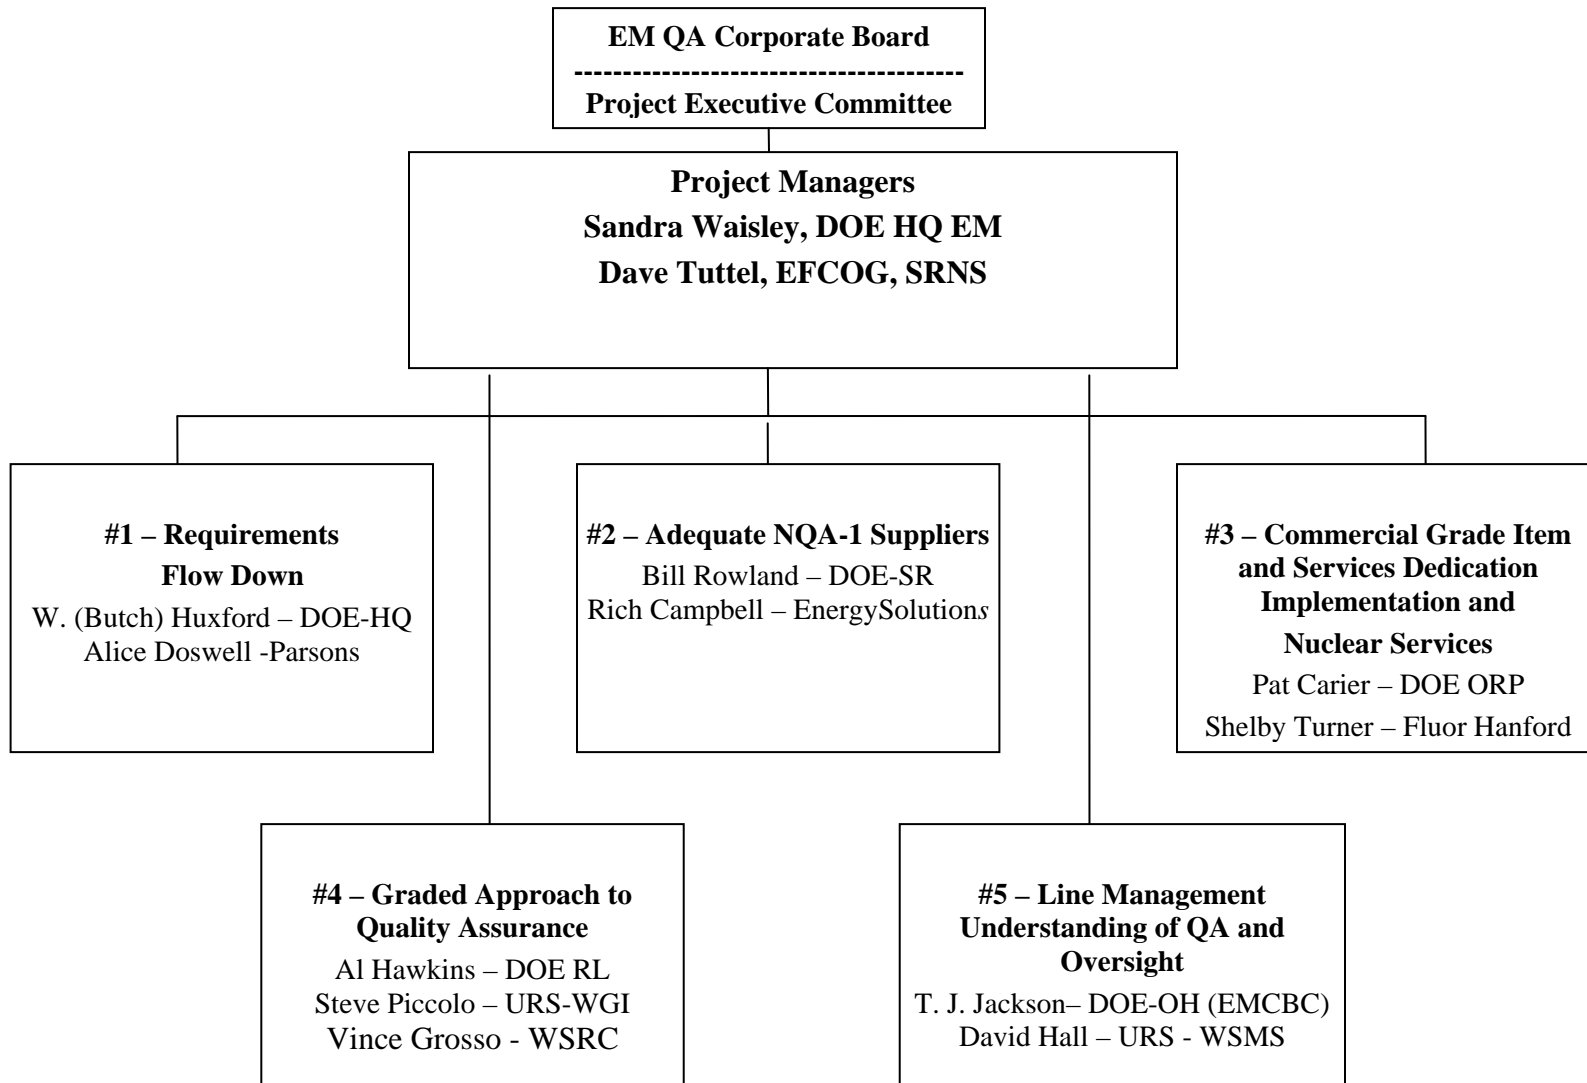 EM QA Corporate Board
----------------------------------------
Project Executive Committee
Project Managers
Sandra Waisley, DOE HQ EM
Dave Tuttel, EFCOG, SRNS
#1 – Requirements
Flow Down
W. (Butch) Huxford – DOE-HQ
Alice Doswell -Parsons
#2 – Adequate NQA-1 Suppliers
Bill Rowland – DOE-SR
Rich Campbell – EnergySolutions
#3 – Commercial Grade Item
and Services Dedication
Implementation and
Nuclear Services
Pat Carier – DOE ORP
Shelby Turner – Fluor Hanford
#4 – Graded Approach to
Quality Assurance
Al Hawkins – DOE RL
Steve Piccolo – URS-WGI
Vince Grosso - WSRC
#5 – Line Management
Understanding of QA and
Oversight
T. J. Jackson– DOE-OH (EMCBC)
David Hall – URS - WSMS